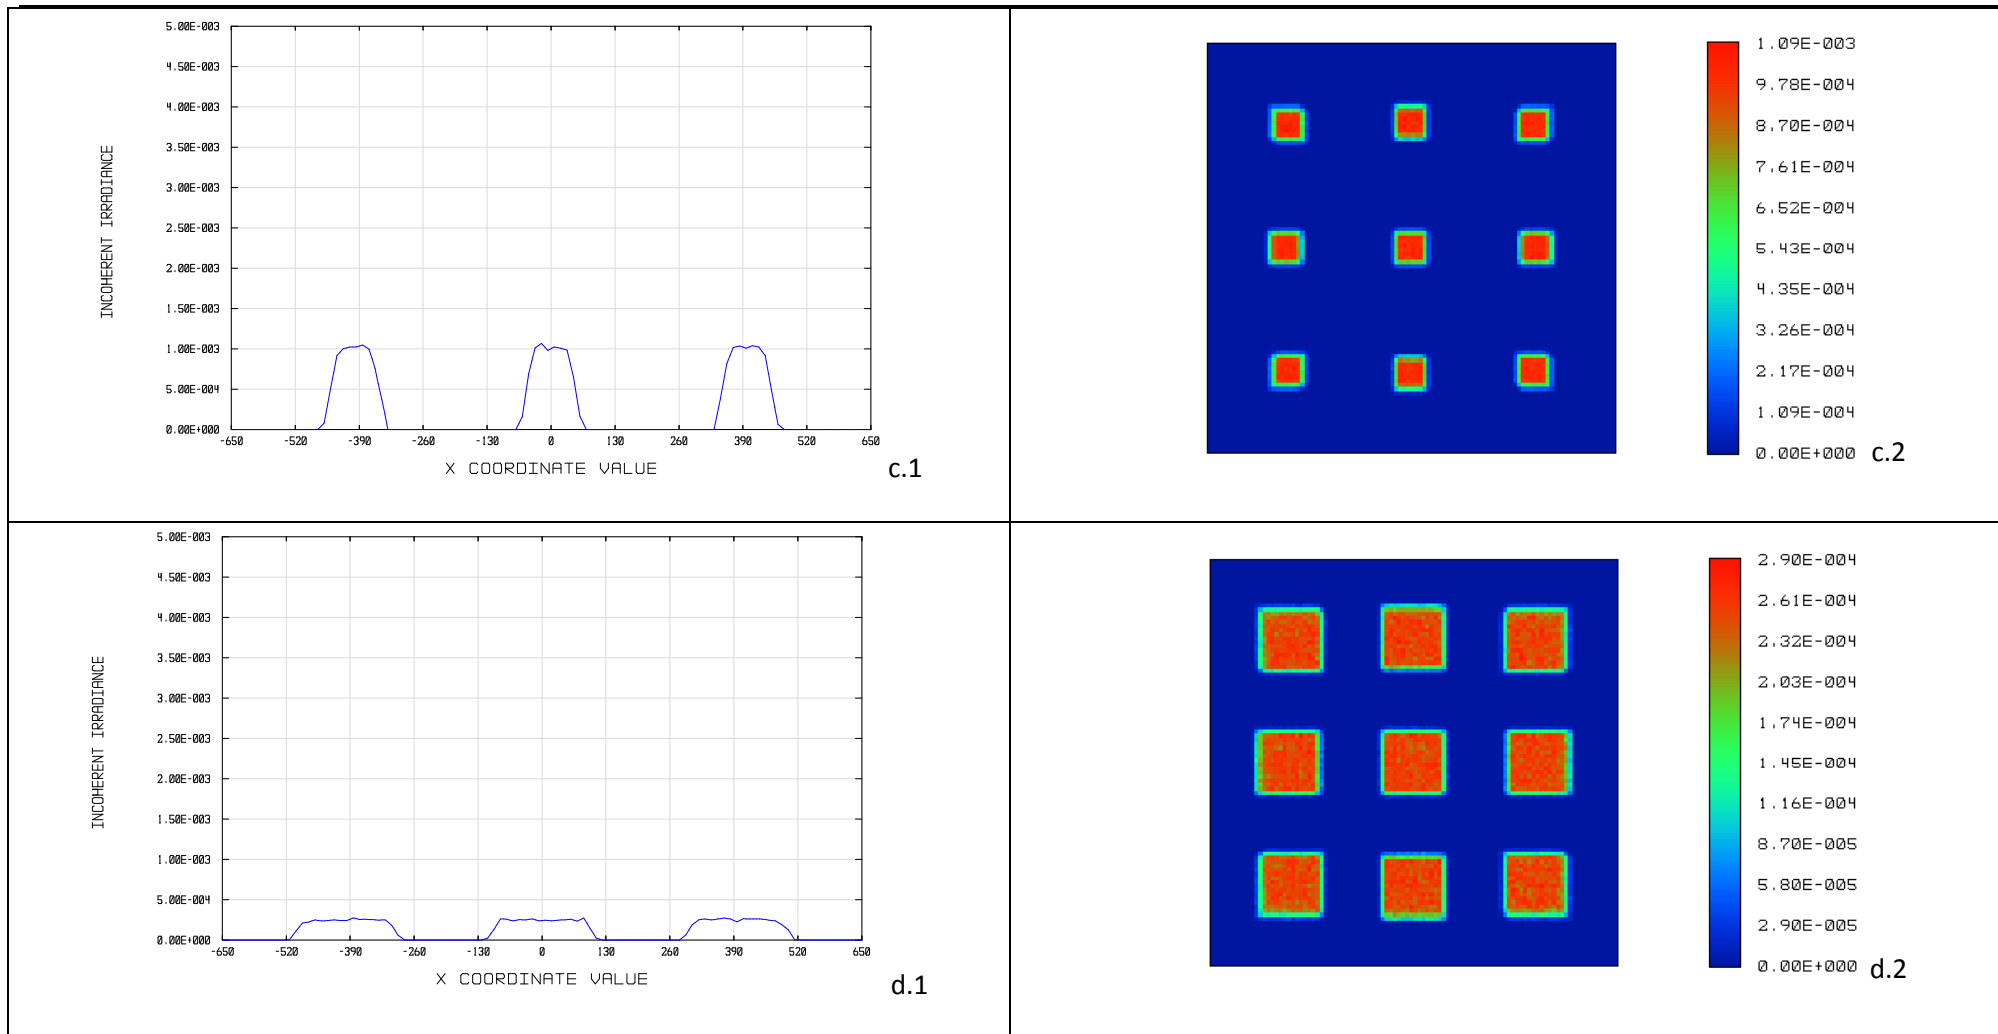 5.00E-003
4.50E-003
4.00E-003
3.50E-003
3.00E-003
2.50E-003
2.00E-003
1.50E-003
1.00E-003
5.00E-004
0.00E+000
INCOHERENT IRRADIANCE
-650 -520 -390 -260 -130 0 130 260 390 520 650
X COORDINATE VALUE
c.1
1.09E-003
9.78E-004
8.70E-004
7.61E-004
6.52E-004
5.43E-004
4.35E-004
3.26E-004
2.17E-004
1.09E-004
0.00E+000
c.2
5.00E-003
4.50E-003
4.00E-003
3.50E-003
3.00E-003
2.50E-003
2.00E-003
1.50E-003
1.00E-003
5.00E-004
0.00E+000
INCOHERENT IRRADIANCE
-650 -520 -390 -260 -130 0 130 260 390 520 650
X COORDINATE VALUE
d.1
2.90E-004
2.61E-004
2.32E-004
2.03E-004
1.74E-004
1.45E-004
1.16E-004
8.70E-005
5.80E-005
2.90E-005
0.00E+000
d.2